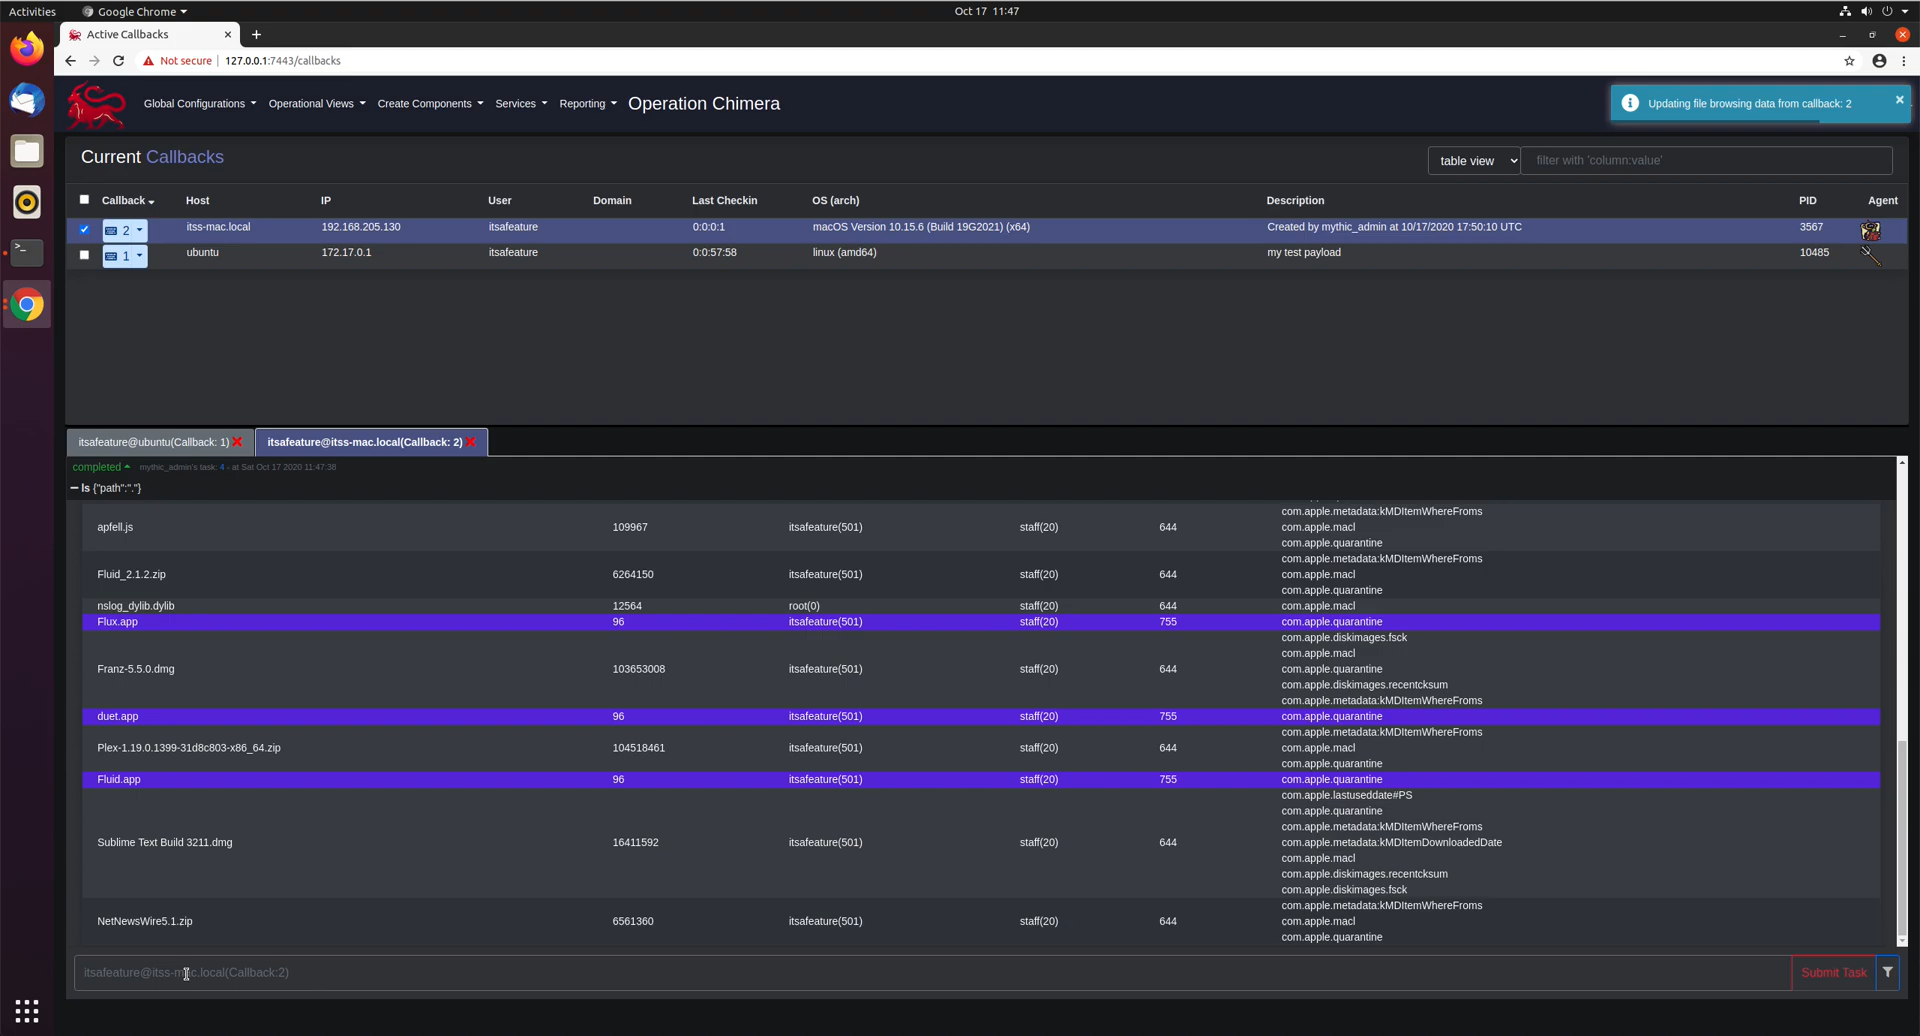 Activities Google Chrome Oct 17 11:47
Active Callbacks
Not secure 127.0.0.1:7443/callbacks
Global Configurations Operational Views Create Components Services Reporting Operation Chimera
Updating file browsing data from callback: 2
Current Callbacks
table view filter with 'column:value'
Callback Host IP User Domain Last Checkin OS (arch) Description PID Agent
2 itss-mac.local 192.168.205.130 itsafeature 0:0:0:1 macOS Version 10.15.6 (Build 19G2021) (x64) Created by mythic_admin at 10/17/2020 17:50:10 UTC 3567
1 ubuntu 172.17.0.1 itsafeature 0:0:57:58 linux (amd64) my test payload 10485
itsafeature@ubuntu(Callback: 1) itsafeature@itss-mac.local(Callback: 2)
completed mythic_admin's task: 4 - at Sat Oct 17 2020 11:47:38
ls {"path":"."}
com.apple.metadata:kMDItemWhereFroms
apfell.js 109967 itsafeature(501) staff(20) 644 com.apple.macl
com.apple.quarantine
com.apple.metadata:kMDItemWhereFroms
Fluid_2.1.2.zip 6264150 itsafeature(501) staff(20) 644 com.apple.macl
com.apple.quarantine
nslog_dylib.dylib 12564 root(0) staff(20) 644 com.apple.macl
Flux.app 96 itsafeature(501) staff(20) 755 com.apple.quarantine
com.apple.diskimages.fsck
com.apple.macl
Franz-5.5.0.dmg 103653008 itsafeature(501) staff(20) 644 com.apple.quarantine
com.apple.diskimages.recentcksum
com.apple.metadata:kMDItemWhereFroms
duet.app 96 itsafeature(501) staff(20) 755 com.apple.quarantine
com.apple.metadata:kMDItemWhereFroms
Plex-1.19.0.1399-31d8c803-x86_64.zip 104518461 itsafeature(501) staff(20) 644 com.apple.macl
com.apple.quarantine
Fluid.app 96 itsafeature(501) staff(20) 755 com.apple.quarantine
com.apple.lastuseddate#PS
com.apple.quarantine
com.apple.metadata:kMDItemWhereFroms
Sublime Text Build 3211.dmg 16411592 itsafeature(501) staff(20) 644 com.apple.metadata:kMDItemDownloadedDate
com.apple.macl
com.apple.diskimages.recentcksum
com.apple.diskimages.fsck
com.apple.metadata:kMDItemWhereFroms
NetNewsWire5.1.zip 6561360 itsafeature(501) staff(20) 644 com.apple.macl
com.apple.quarantine
itsafeature@itss-mac.local(Callback:2) Submit Task